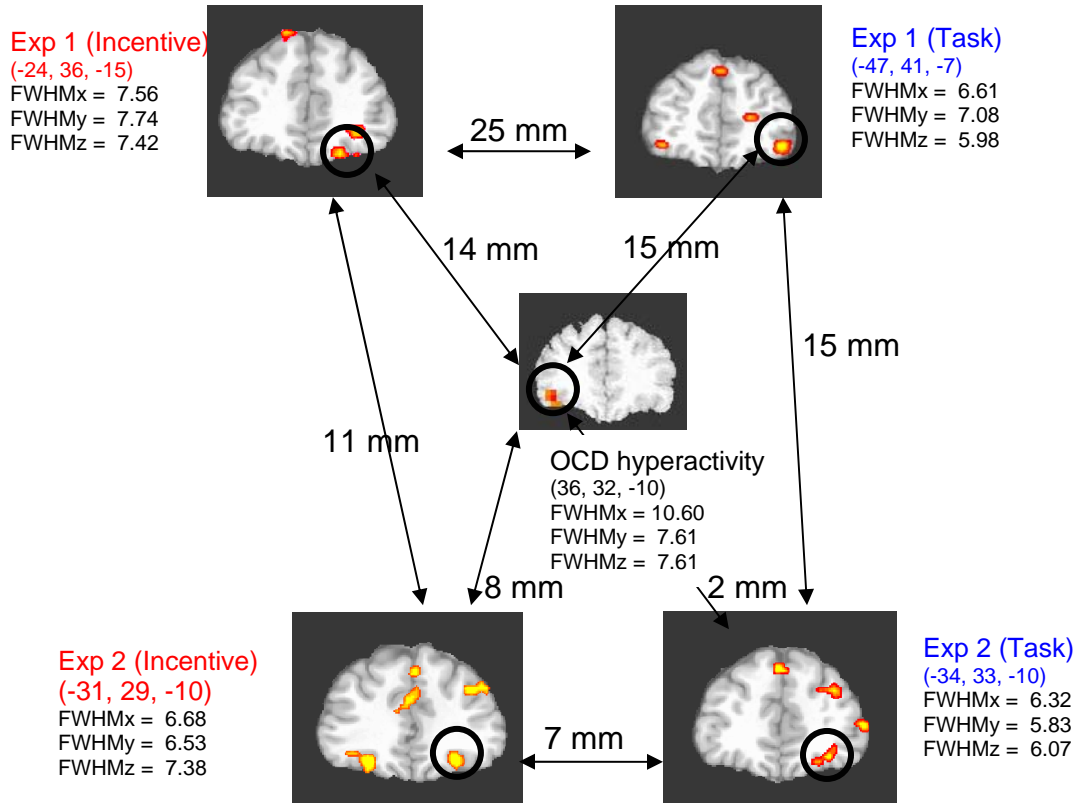 Exp 1 (Incentive)
(-24, 36, -15)
FWHMx = 7.56
FWHMy = 7.74
FWHMz = 7.42
25 mm
Exp 1 (Task)
(-47, 41, -7)
FWHMx = 6.61
FWHMy = 7.08
FWHMz = 5.98
14 mm
15 mm
15 mm
11 mm
OCD hyperactivity
(36, 32, -10)
FWHMx = 10.60
FWHMy = 7.61
FWHMz = 7.61
8 mm
2 mm
Exp 2 (Incentive)
(-31, 29, -10)
FWHMx = 6.68
FWHMy = 6.53
FWHMz = 7.38
7 mm
Exp 2 (Task)
(-34, 33, -10)
FWHMx = 6.32
FWHMy = 5.83
FWHMz = 6.07